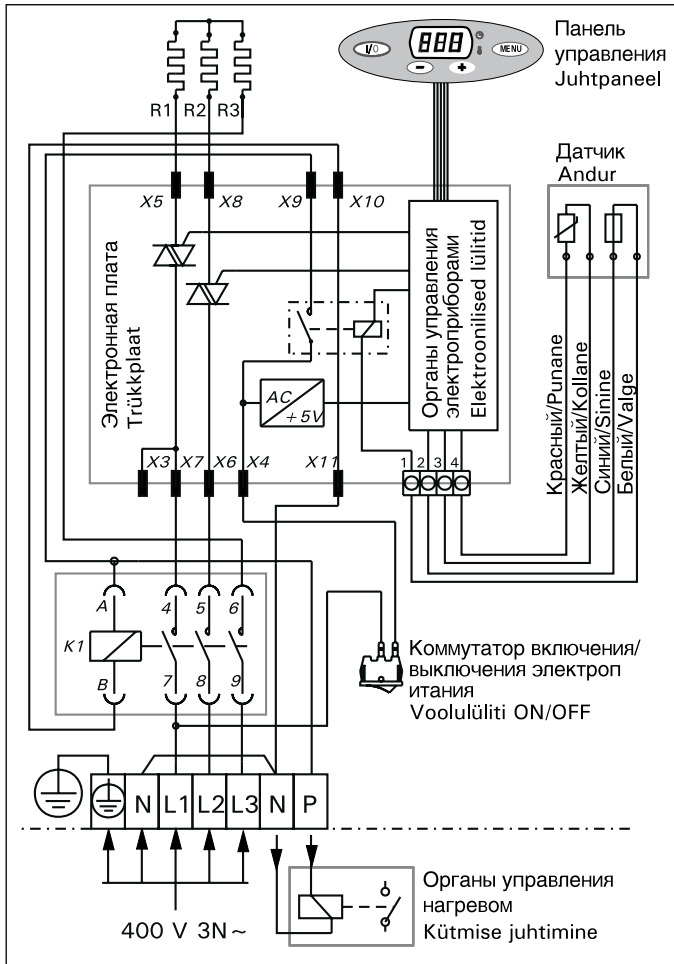 I/O
888
MENU
−
+
Панель
управления
Juhtpaneel
R1 R2 R3
Датчик
Andur
X5 X8 X9 X10
Электронная плата
Trükkplaat
Органы управления
электроприборами
Elektroonilised lülitid
AC
+5V
Красный/Punane
Желтый/Kollane
Синий/Sinine
Белый/Valge
X3 X7 X6 X4 X11
1 2 3 4
A 4 5 6
K1
B 7 8 9
Коммутатор включения/
выключения электроп
итания
Voolulüliti ON/OFF
N L1 L2 L3 N P
400 V 3N ~
Органы управления
нагревом
Kütmise juhtimine